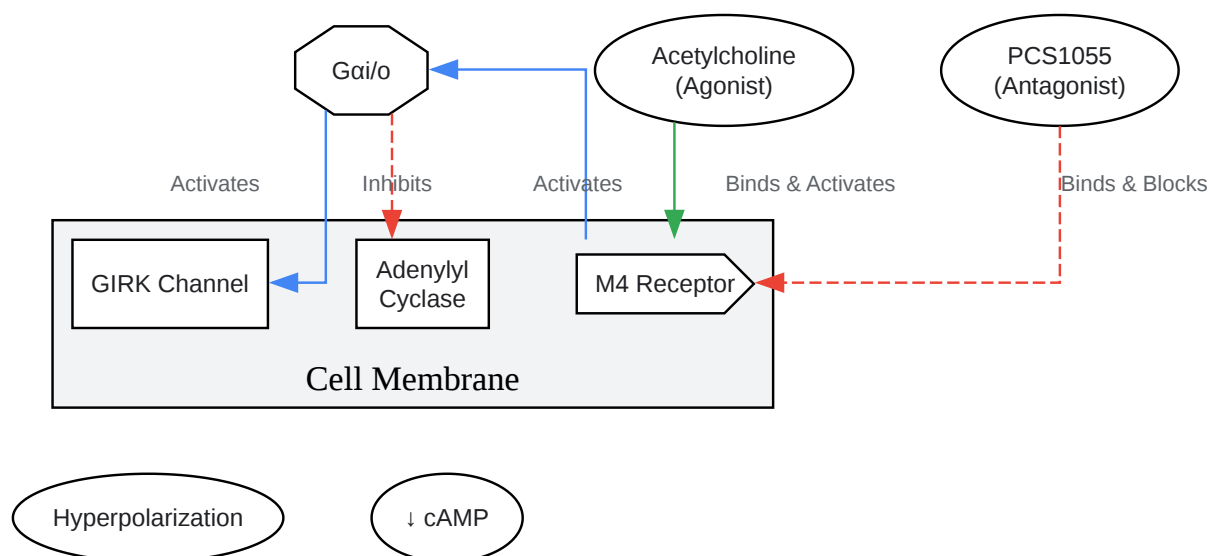 Gαi/o
Acetylcholine
(Agonist)
PCS1055
(Antagonist)
Activates
Inhibits
Activates
Binds & Activates
Binds & Blocks
GIRK Channel
Adenylyl
Cyclase
M4 Receptor
Cell Membrane
Hyperpolarization
↓ cAMP